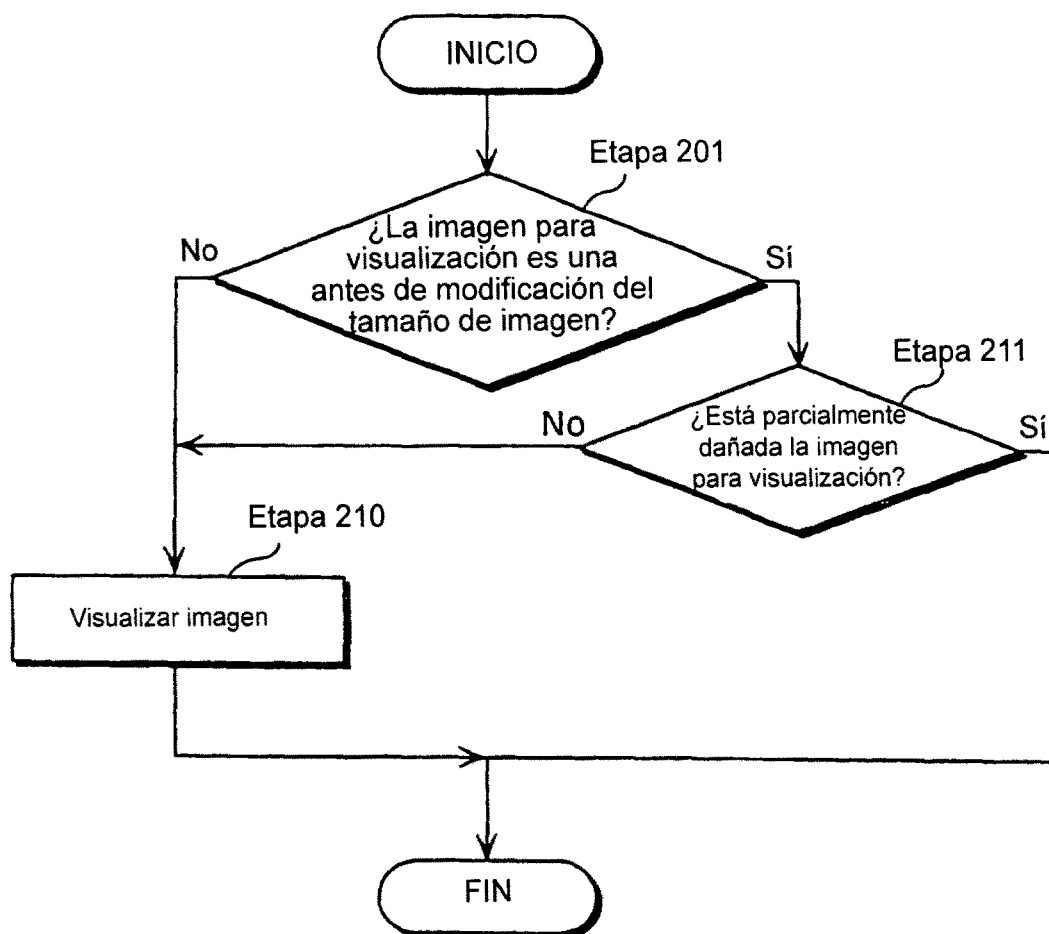 INICIO
Etapa 201
¿La imagen para
visualización es una
antes de modificación del
tamaño de imagen?
No
Sí
Etapa 211
¿Está parcialmente
dañada la imagen
para visualización?
No
Sí
Etapa 210
Visualizar imagen
FIN